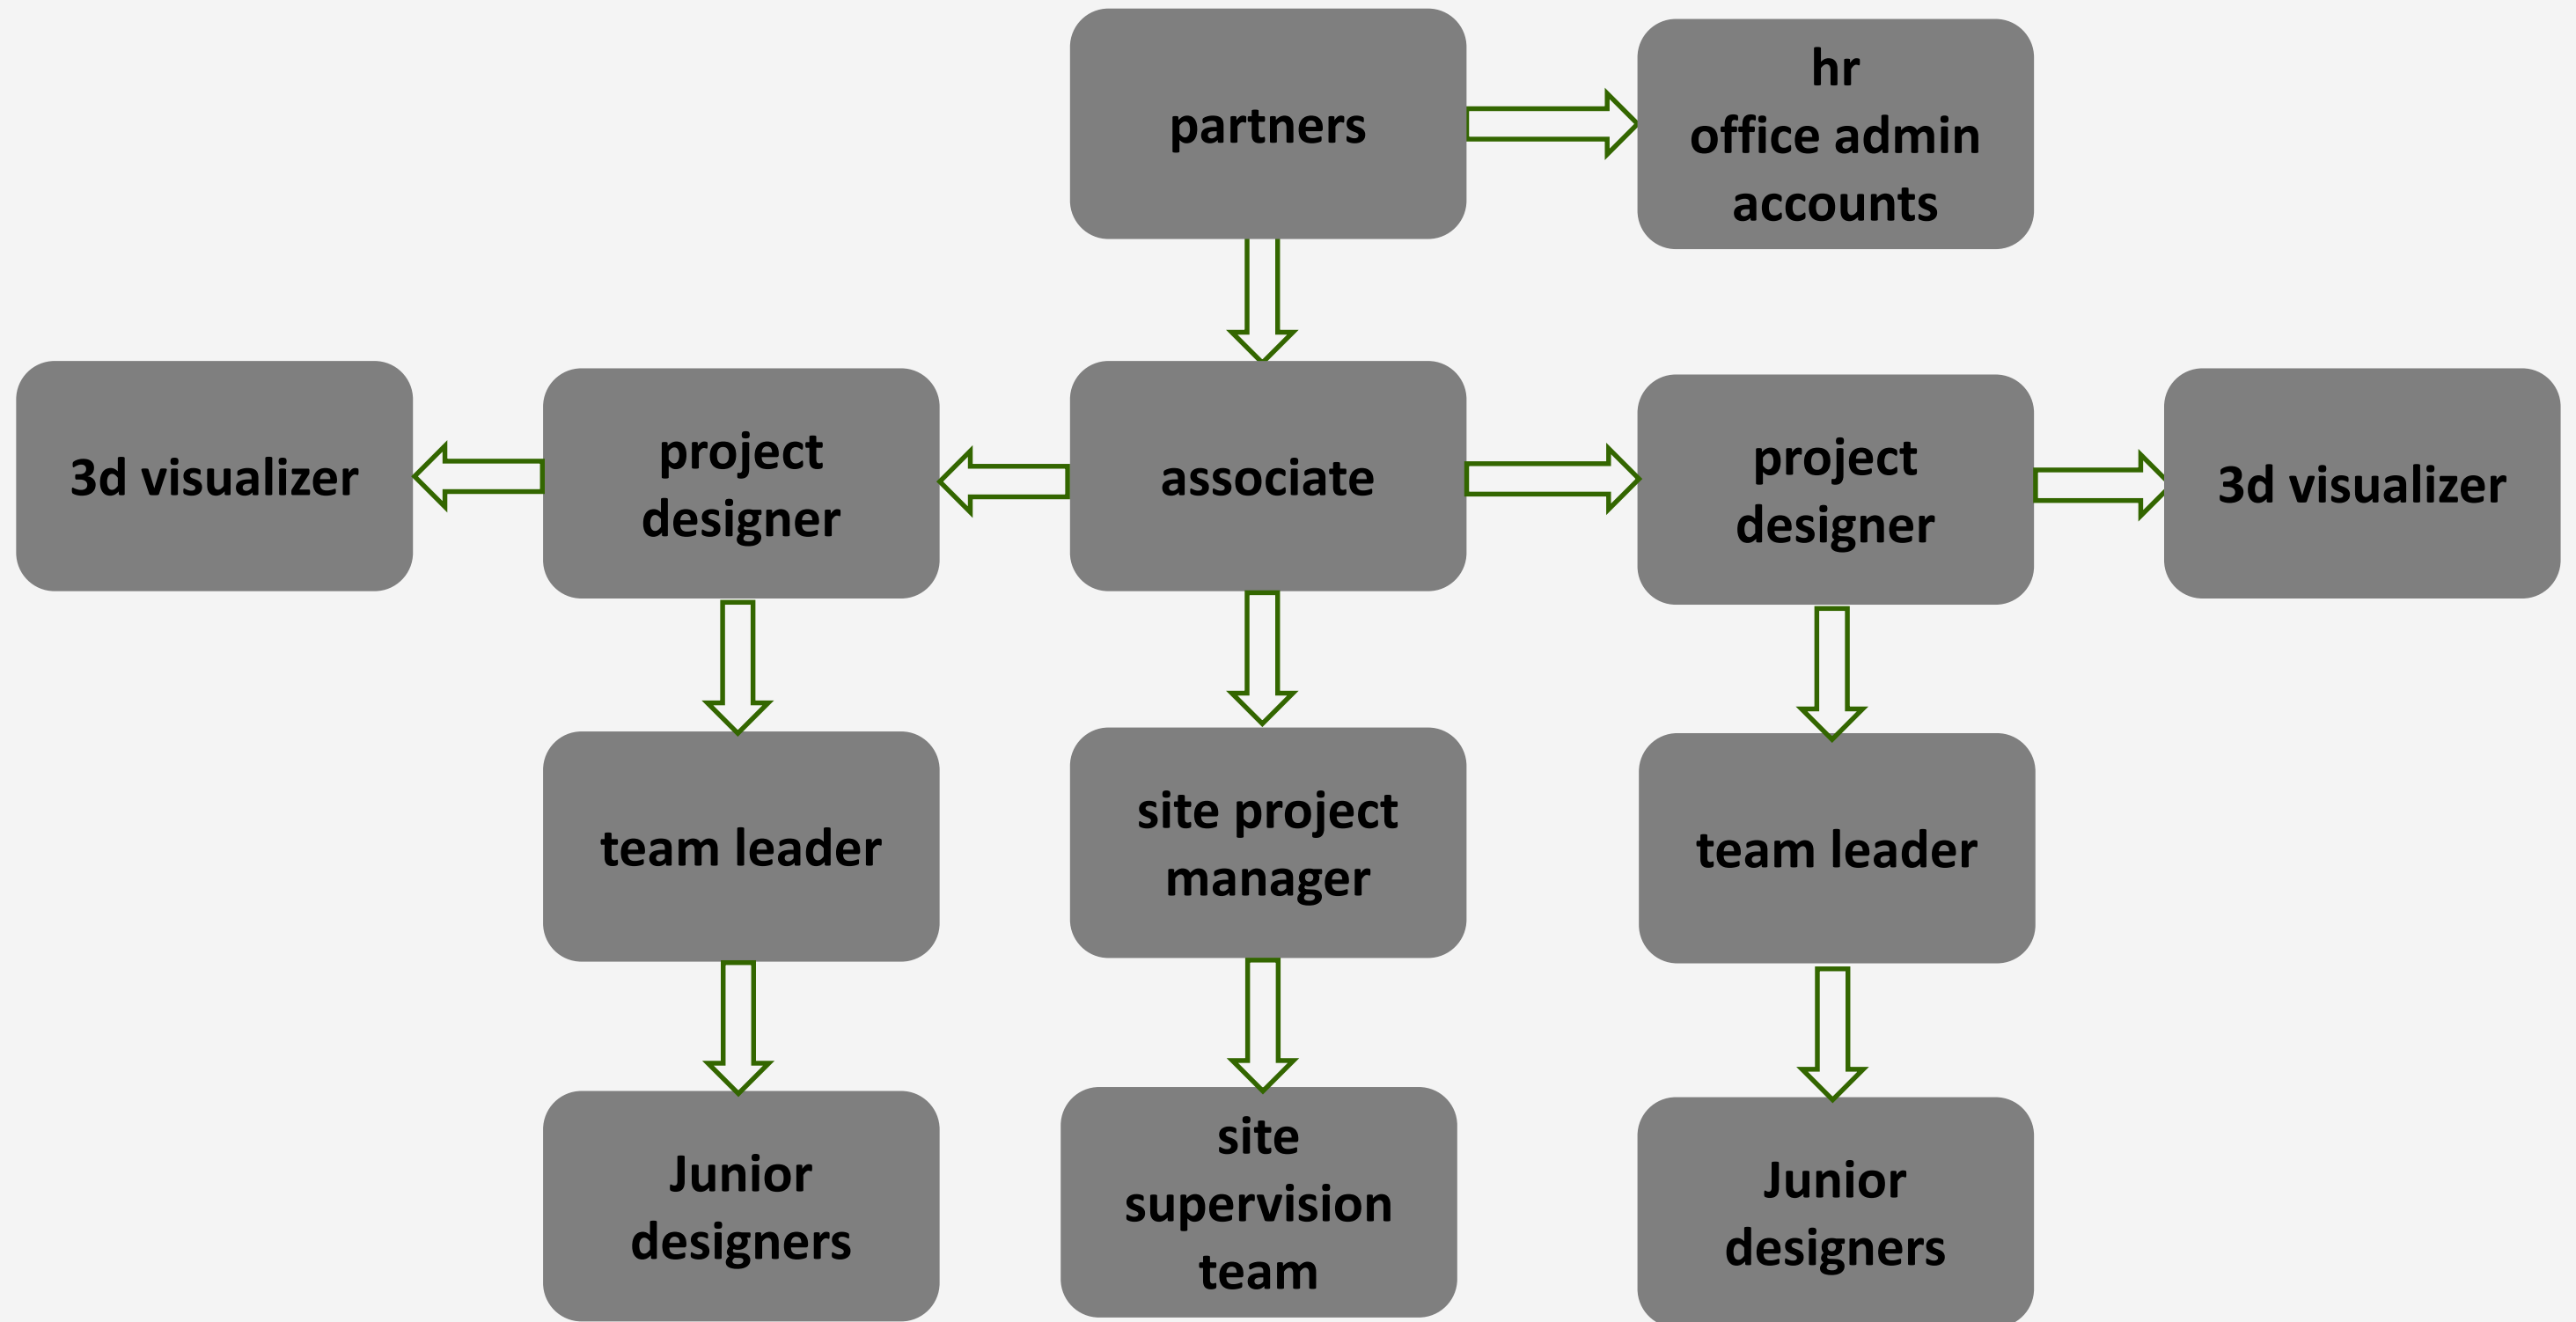 partners
hr
office admin
accounts
3d visualizer
project
designer
associate
project
designer
3d visualizer
team leader
site project
manager
team leader
Junior
designers
site
supervision
team
Junior
designers